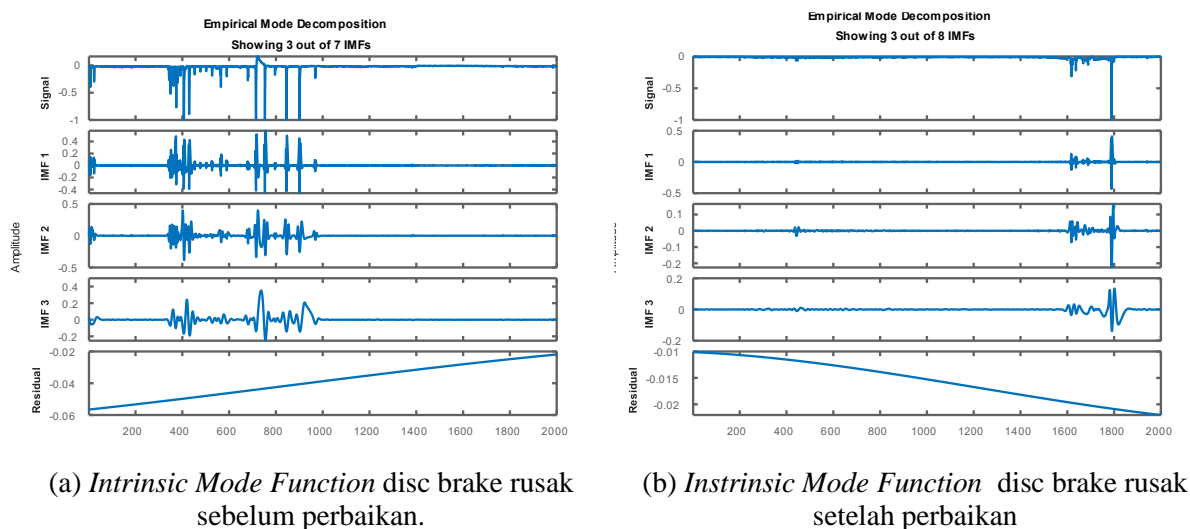 Empirical Mode Decomposition
Showing 3 out of 7 IMFs
Signal
0
-0.5
-1
IMF 1
0.4
0.2
0
-0.2
-0.4
Amplitude
IMF 2
0.5
0
-0.5
IMF 3
0.4
0.2
0
-0.2
Residual
-0.02
-0.04
-0.06
200 400 600 800 1000 1200 1400 1600 1800 2000
(a) Intrinsic Mode Function disc brake rusak
sebelum perbaikan.
Empirical Mode Decomposition
Showing 3 out of 8 IMFs
Signal
0
-0.5
-1
IMF 1
0.5
0
-0.5
IMF 2
0.1
0
-0.1
-0.2
IMF 3
0.2
0
0.2
Residual
-0.01
-0.015
-0.02
200 400 600 800 1000 1200 1400 1600 1800 2000
(b) Instrinsic Mode Function disc brake rusak
setelah perbaikan